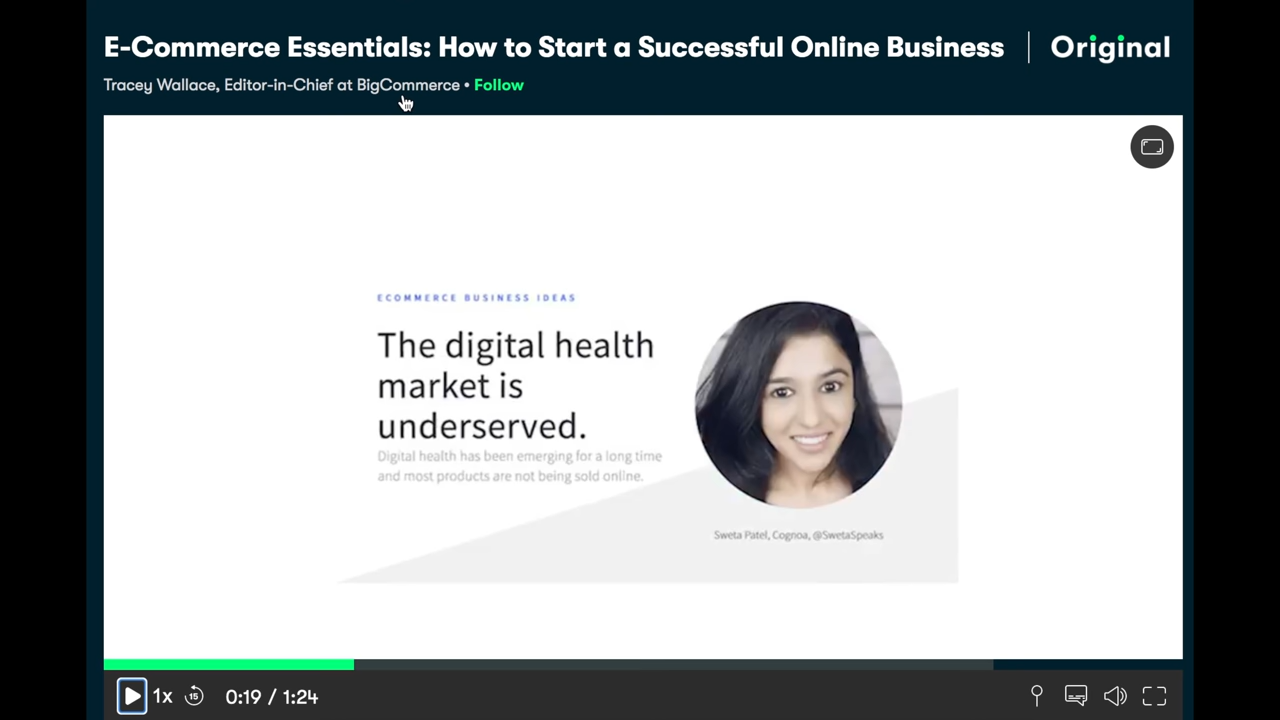 E-Commerce Essentials: How to Start a Successful Online Business
Original
Tracey Wallace, Editor-in-Chief at BigCommerce • Follow
ECOMMERCE BUSINESS IDEAS
The digital health
market is
underserved.
Digital health has been emerging for a long time
and most products are not being sold online.
Sweta Patel, Cognoa, @SwetaSpeaks
1x
15
0:19 / 1:24